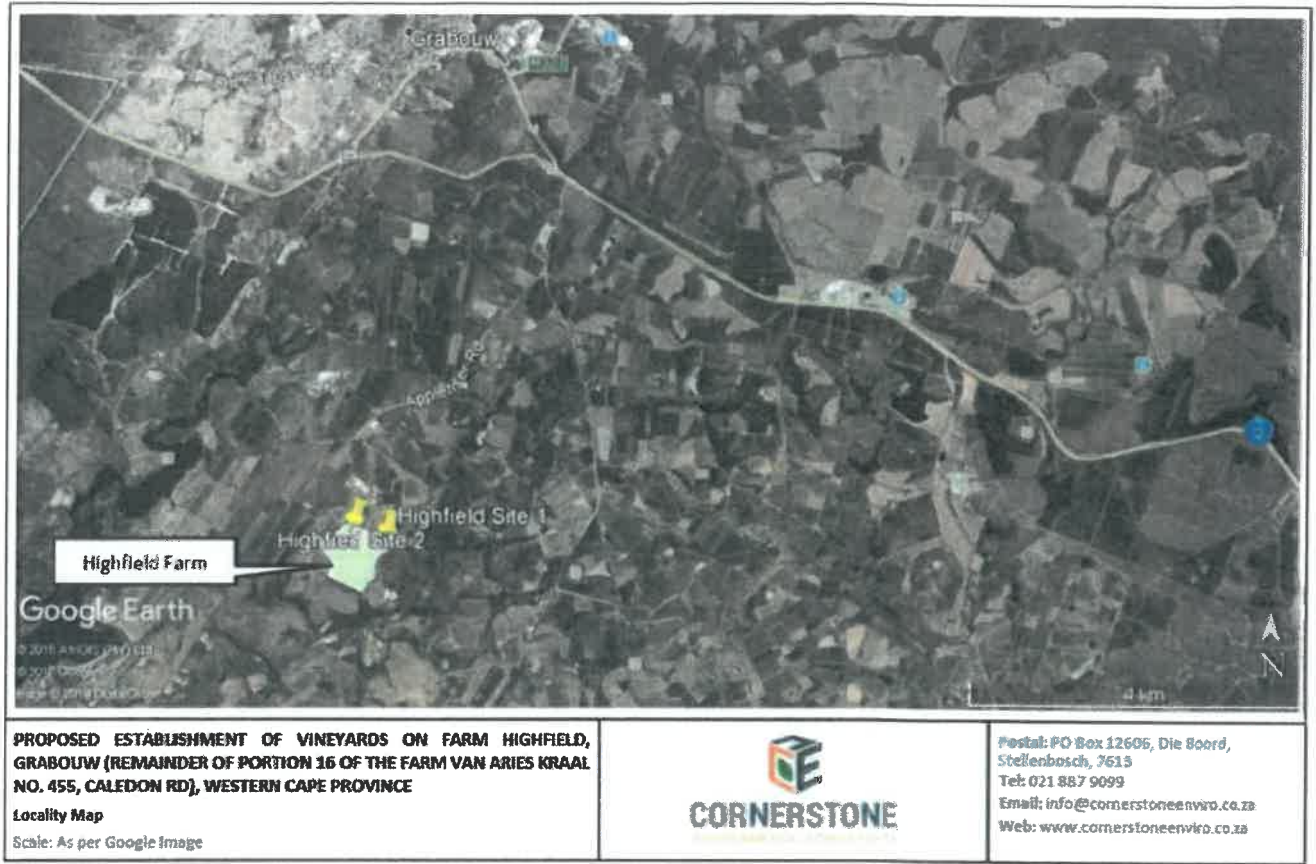 Grabouw
Appletizer Rd
Highfield Site 1
Highfield Site 2
Highfield Farm
Google Earth
4 km
N
PROPOSED ESTABLISHMENT OF VINEYARDS ON FARM HIGHFIELD,
GRABOUW (REMAINDER OF PORTION 16 OF THE FARM VAN ARIES KRAAL
NO. 455, CALEDON RD), WESTERN CAPE PROVINCE
Locality Map
Scale: As per Google Image
CORNERSTONE
Postal: PO Box 12606, Die Boord,
Stellenbosch, 7613
Tel: 021 887 9099
Email: info@cornerstoneenviro.co.za
Web: www.cornerstoneenviro.co.za